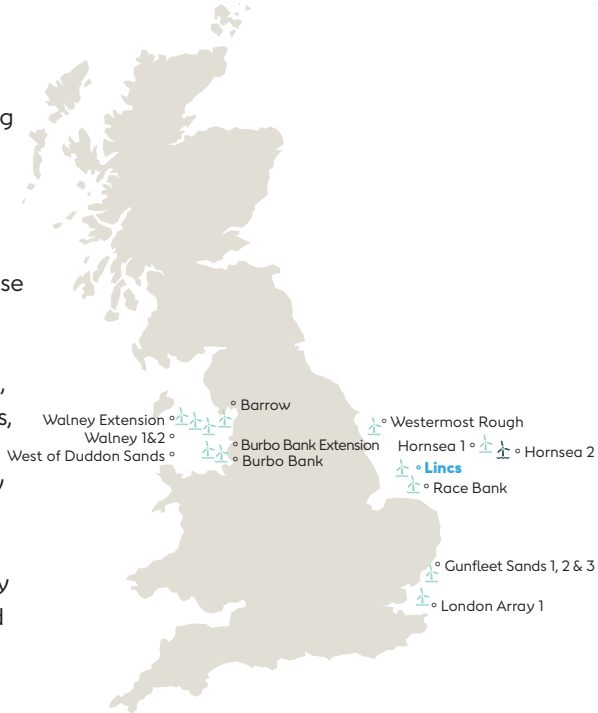 g
se
,
s,
y
d
Barrow
Walney Extension
Walney 1&2
West of Duddon Sands
Burbo Bank Extension
Burbo Bank
Westermost Rough
Hornsea 1
Hornsea 2
Lincs
Race Bank
Gunfleet Sands 1, 2 & 3
London Array 1